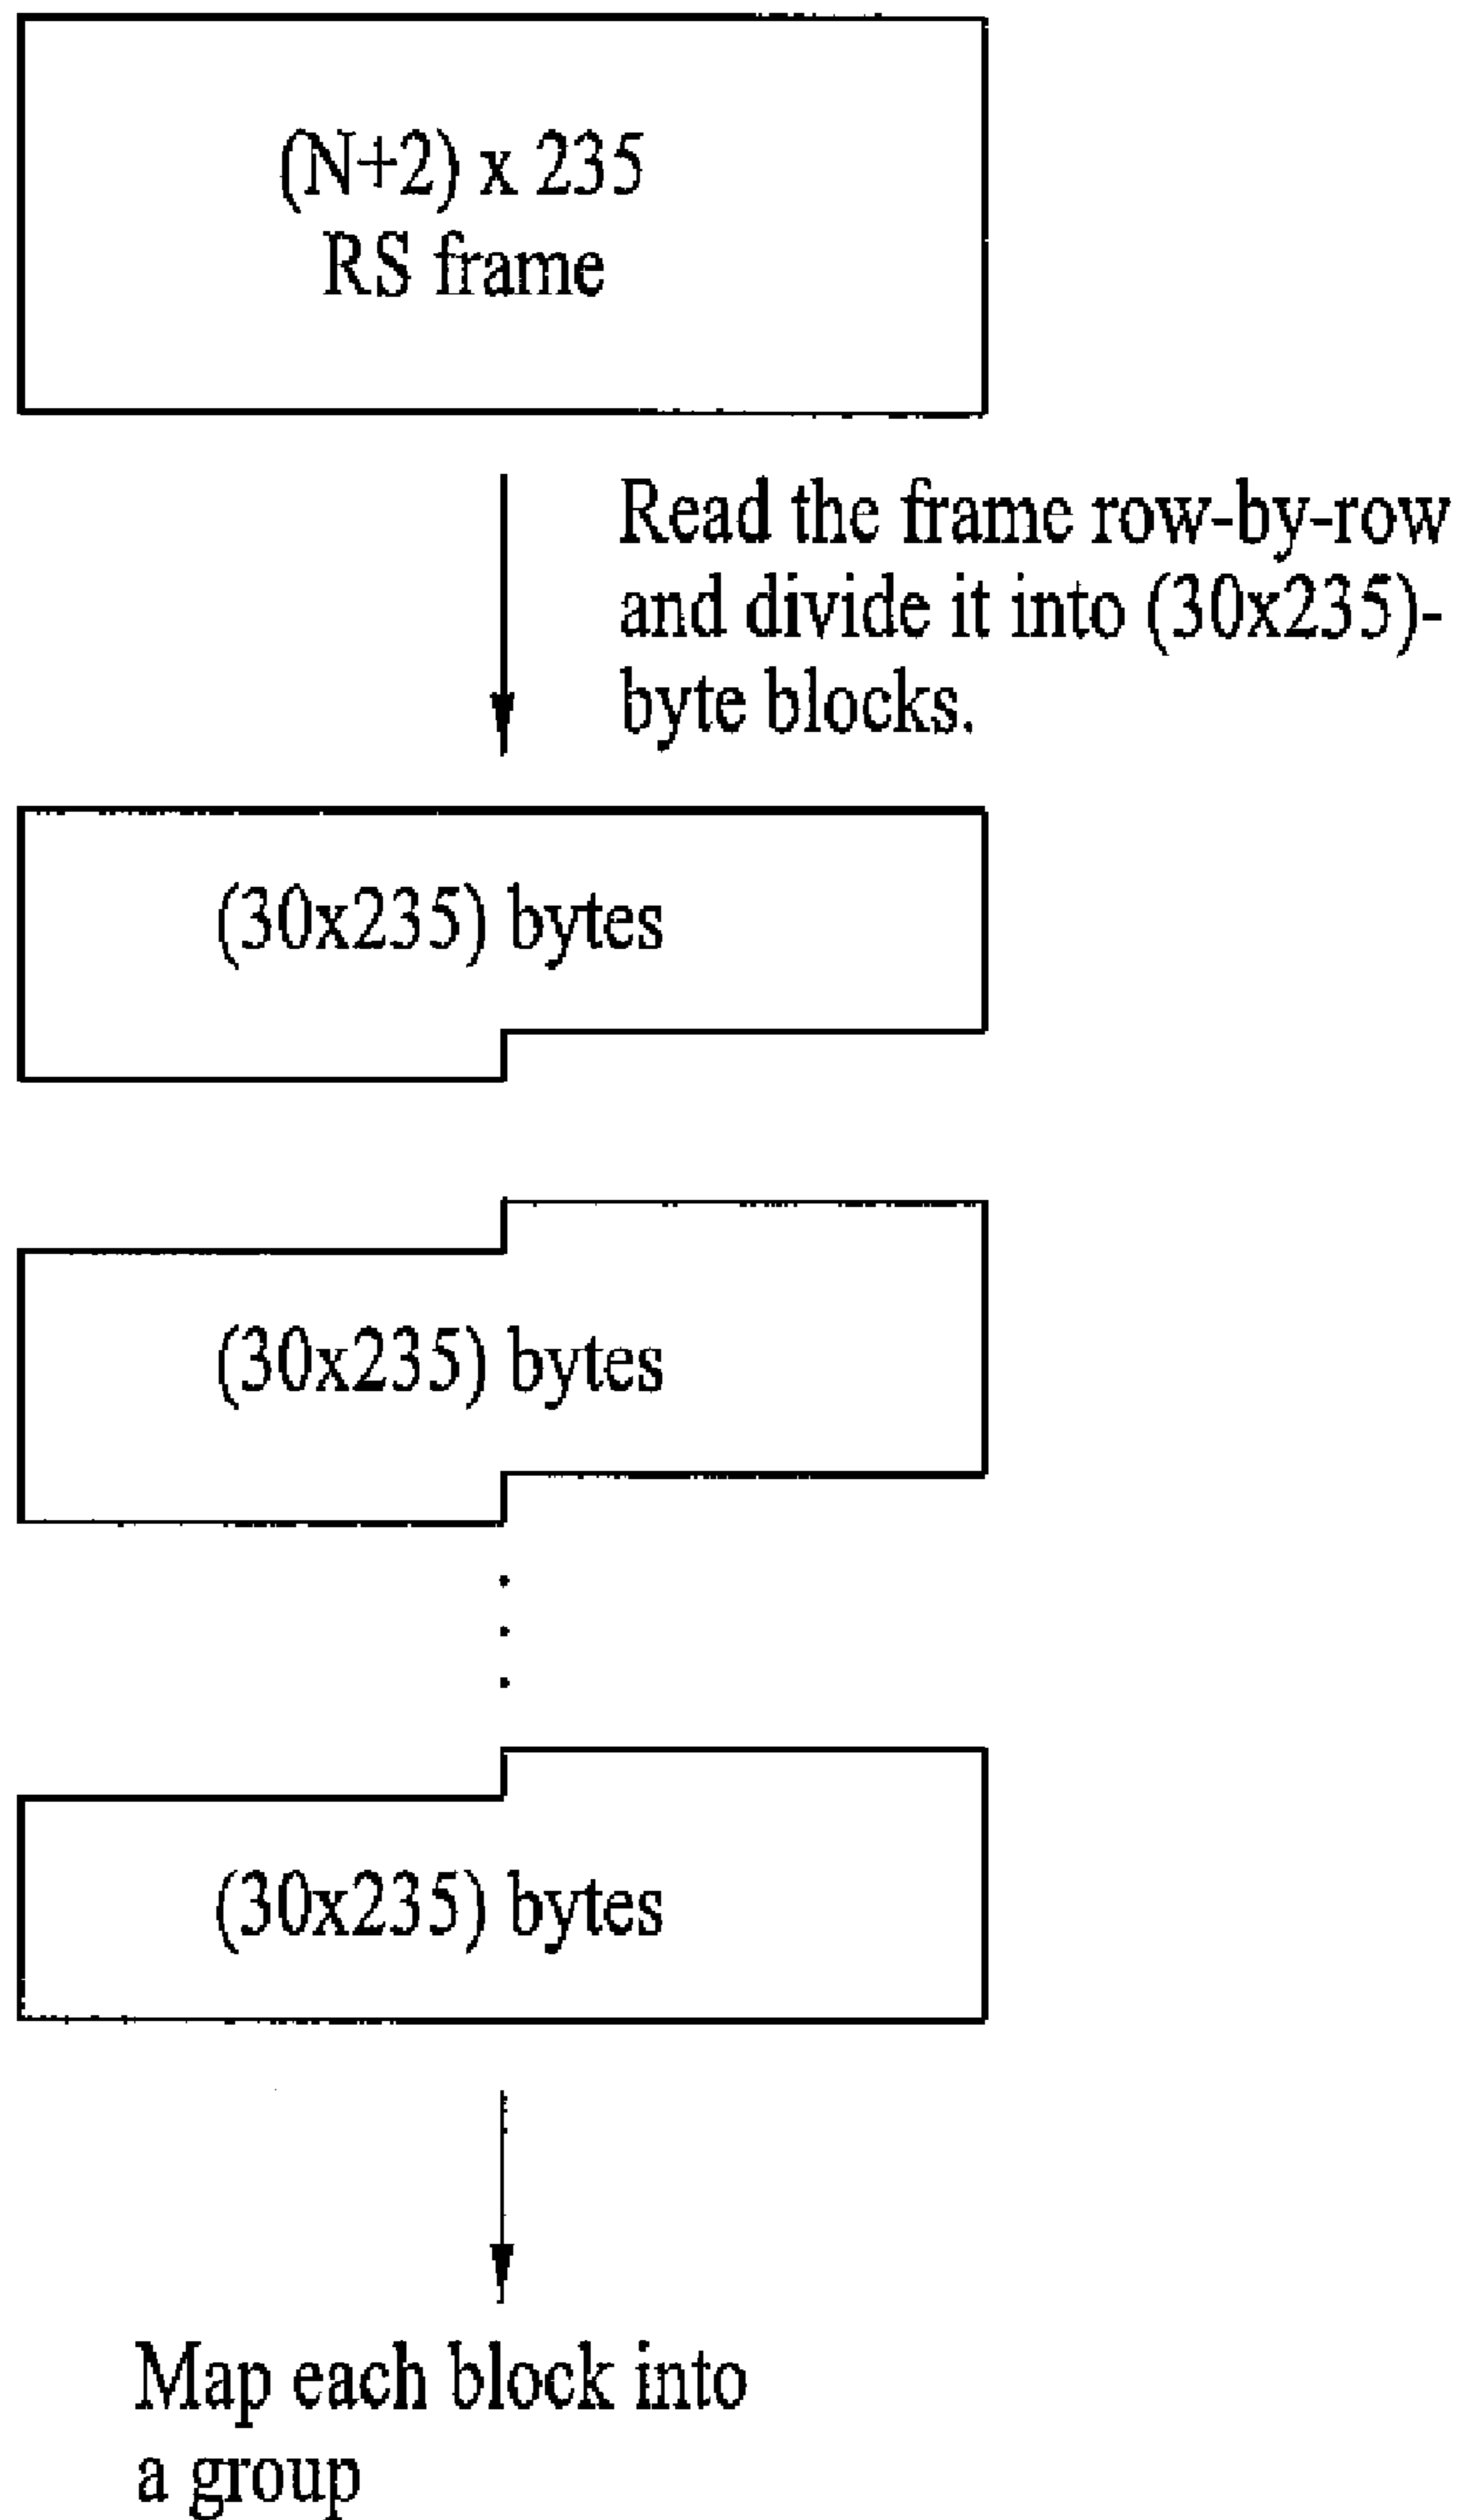 (N+2) x 235
RS frame
Read the frame row-by-row
and divide it into (30x235)-
byte blocks.
(30x235) bytes
(30x235) bytes
(30x235) bytes
Map each block into
a group